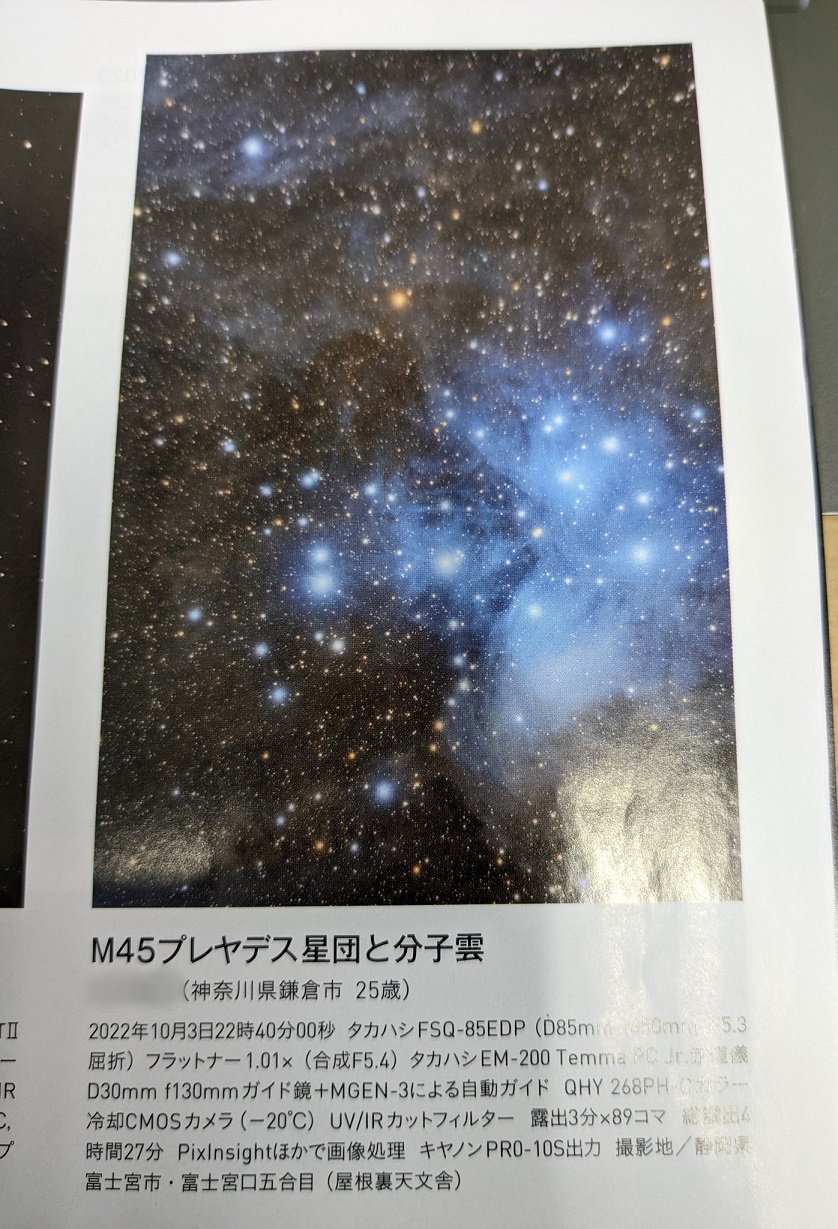 M45プレヤデス星団と分子雲
（神奈川県鎌倉市 25歳）
2022年10月3日22時40分00秒 タカハシFSQ-85EDP（D85mm f450mm F5.3
TⅡ
屈折）フラットナー1.01×（合成F5.4）タカハシEM-200 Temma PC Jr.赤道儀
ー
D30mm f130mmガイド鏡＋MGEN-3による自動ガイド QHY 268PH-Cカラー
IR
冷却CMOSカメラ（−20℃） UV/IRカットフィルター 露出3分×89コマ 総露出4
C,
時間27分 PixInsightほかで画像処理 キヤノンPRO-10S出力 撮影地／静岡県
プ
富士宮市・富士宮口五合目（屋根裏天文舎）